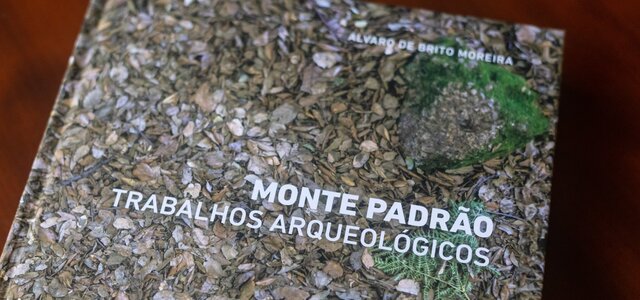 ALVARO DE BRITO MOREIRA
MONTE PADRÃO
TRABALHOS ARQUEOLÓGICOS